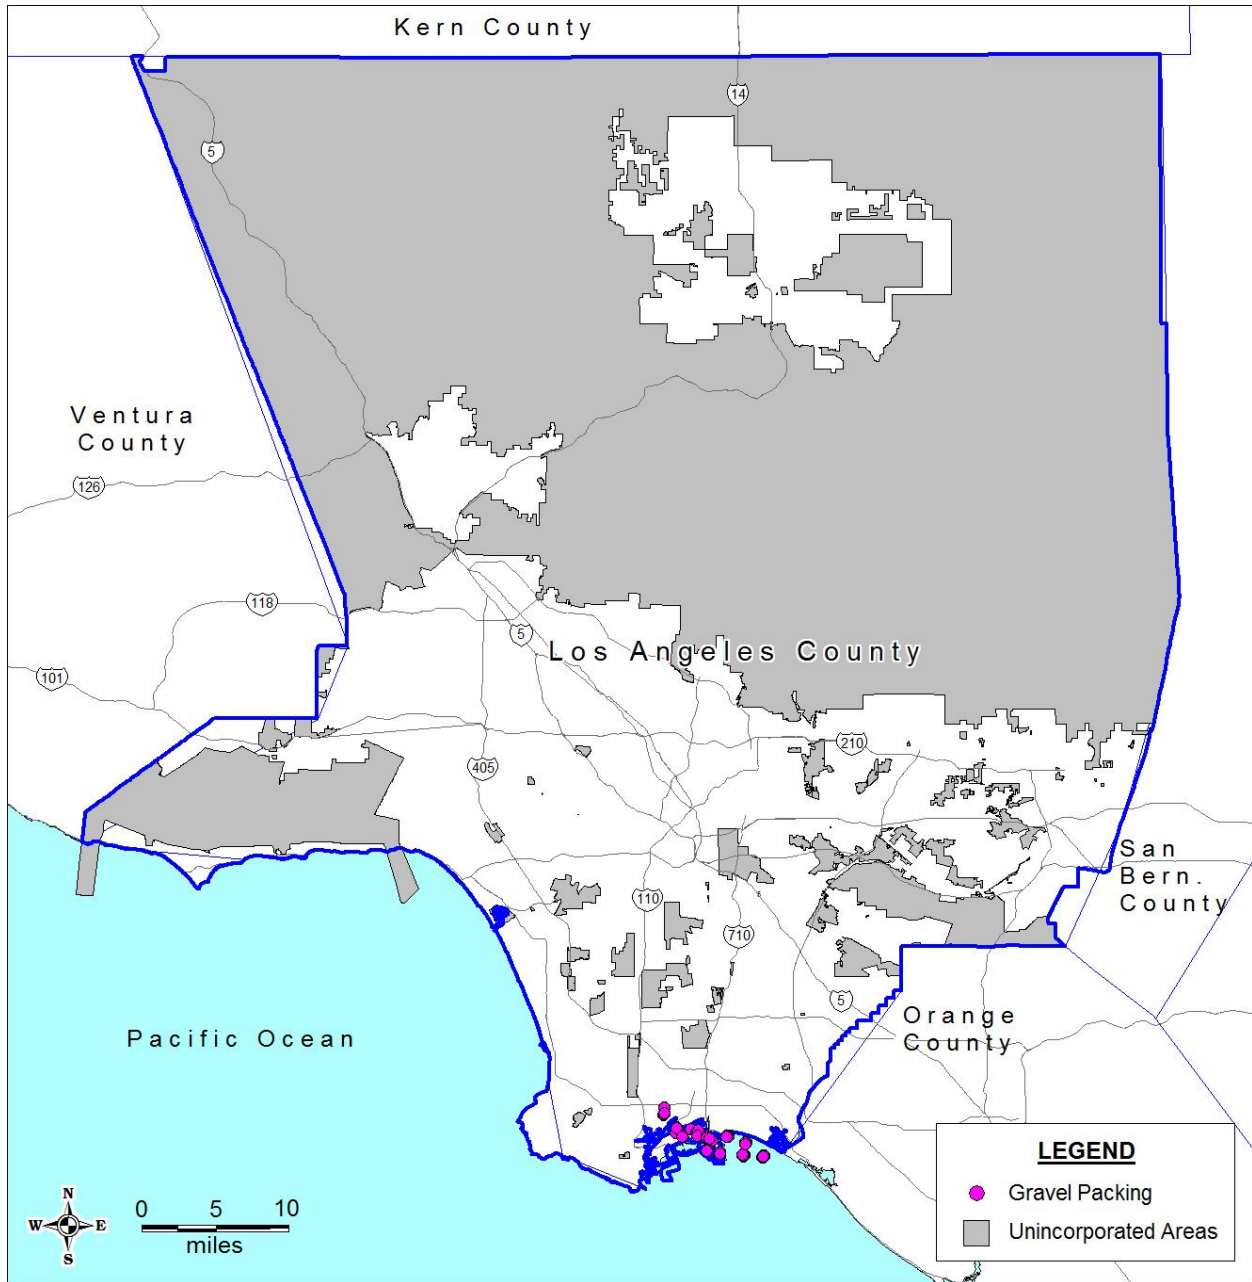 Kern County
14
5
Ventura
County
126
118
5
Los Angeles County
101
210
405
San
Bern.
County
110
710
5
Orange
County
Pacific Ocean
LEGEND
Gravel Packing
Unincorporated Areas
N
W
E
S
0
5
10
miles